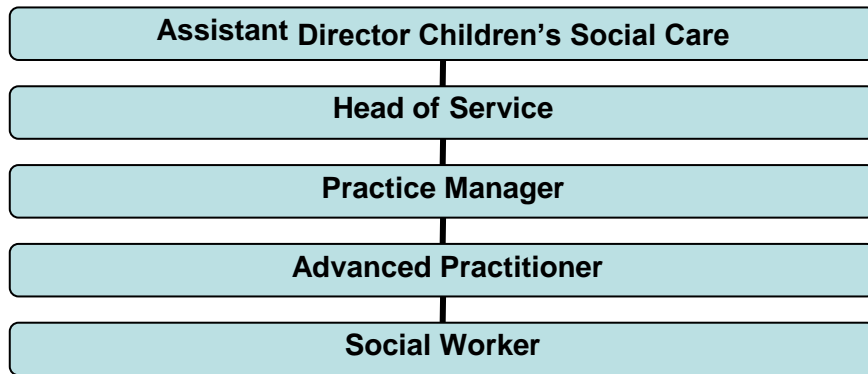 Assistant Director Children's Social Care
Head of Service
Practice Manager
Advanced Practitioner
Social Worker